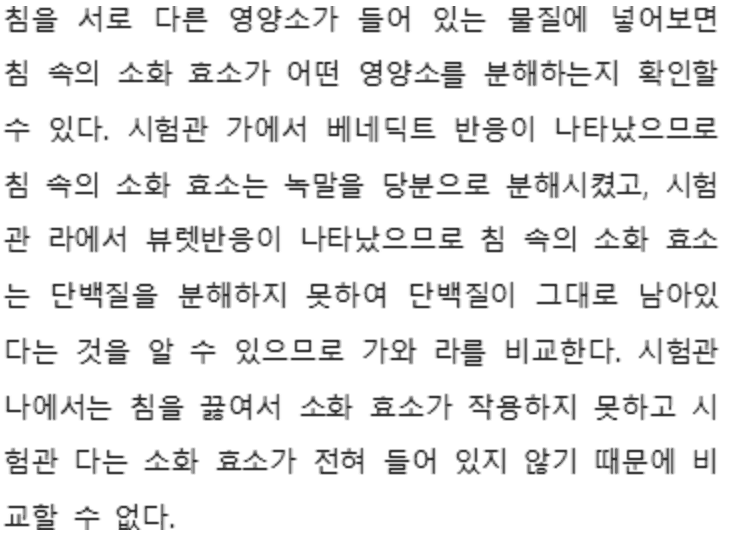 침을 서로 다른 영양소가 들어 있는 물질에 넣어보면
침 속의 소화 효소가 어떤 영양소를 분해하는지 확인할
수 있다. 시험관 가에서 베네딕트 반응이 나타났으므로
침 속의 소화 효소는 녹말을 당분으로 분해시켰고, 시험
관 라에서 뷰렛반응이 나타났으므로 침 속의 소화 효소
는 단백질을 분해하지 못하여 단백질이 그대로 남아있
다는 것을 알 수 있으므로 가와 라를 비교한다. 시험관
나에서는 침을 끓여서 소화 효소가 작용하지 못하고 시
험관 다는 소화 효소가 전혀 들어 있지 않기 때문에 비
교할 수 없다.